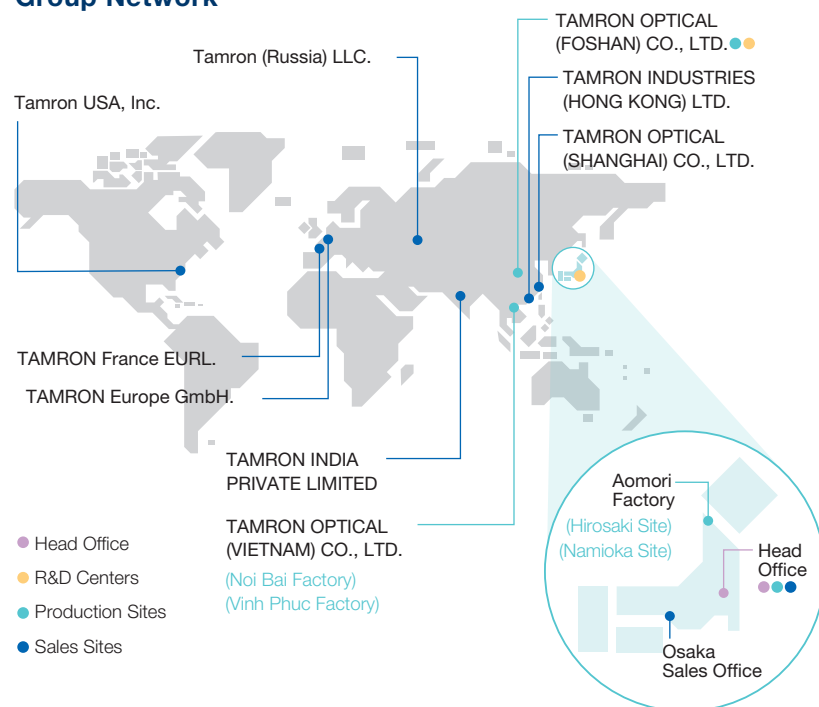 Group Network
TAMRON OPTICAL
(FOSHAN) CO., LTD.
Tamron (Russia) LLC.
TAMRON INDUSTRIES
(HONG KONG) LTD.
Tamron USA, Inc.
TAMRON OPTICAL
(SHANGHAI) CO., LTD.
TAMRON France EURL.
TAMRON Europe GmbH.
TAMRON INDIA
PRIVATE LIMITED
TAMRON OPTICAL
(VIETNAM) CO., LTD.
(Noi Bai Factory)
(Vinh Phuc Factory)
Head Office
R&D Centers
Production Sites
Sales Sites
Aomori
Factory
(Hirosaki Site)
(Namioka Site)
Head
Office
Osaka
Sales Office